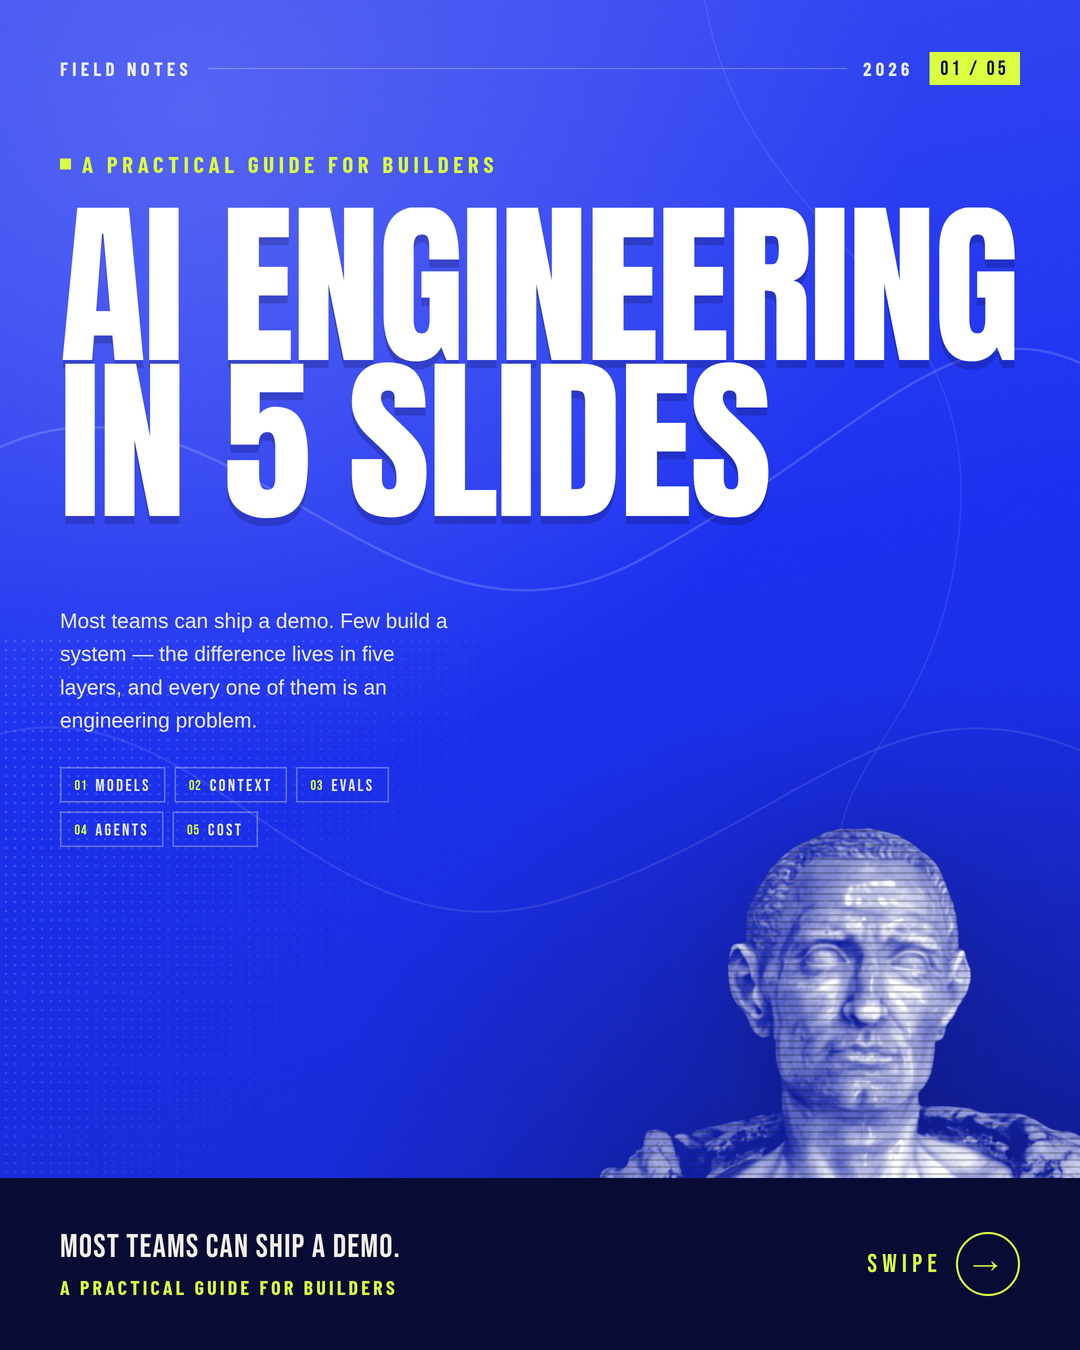 FIELD NOTES
2026
01 / 05
A PRACTICAL GUIDE FOR BUILDERS
AI ENGINEERING
IN 5 SLIDES
Most teams can ship a demo. Few build a
system — the difference lives in five
layers, and every one of them is an
engineering problem.
01 MODELS
02 CONTEXT
03 EVALS
04 AGENTS
05 COST
MOST TEAMS CAN SHIP A DEMO.
A PRACTICAL GUIDE FOR BUILDERS
SWIPE →